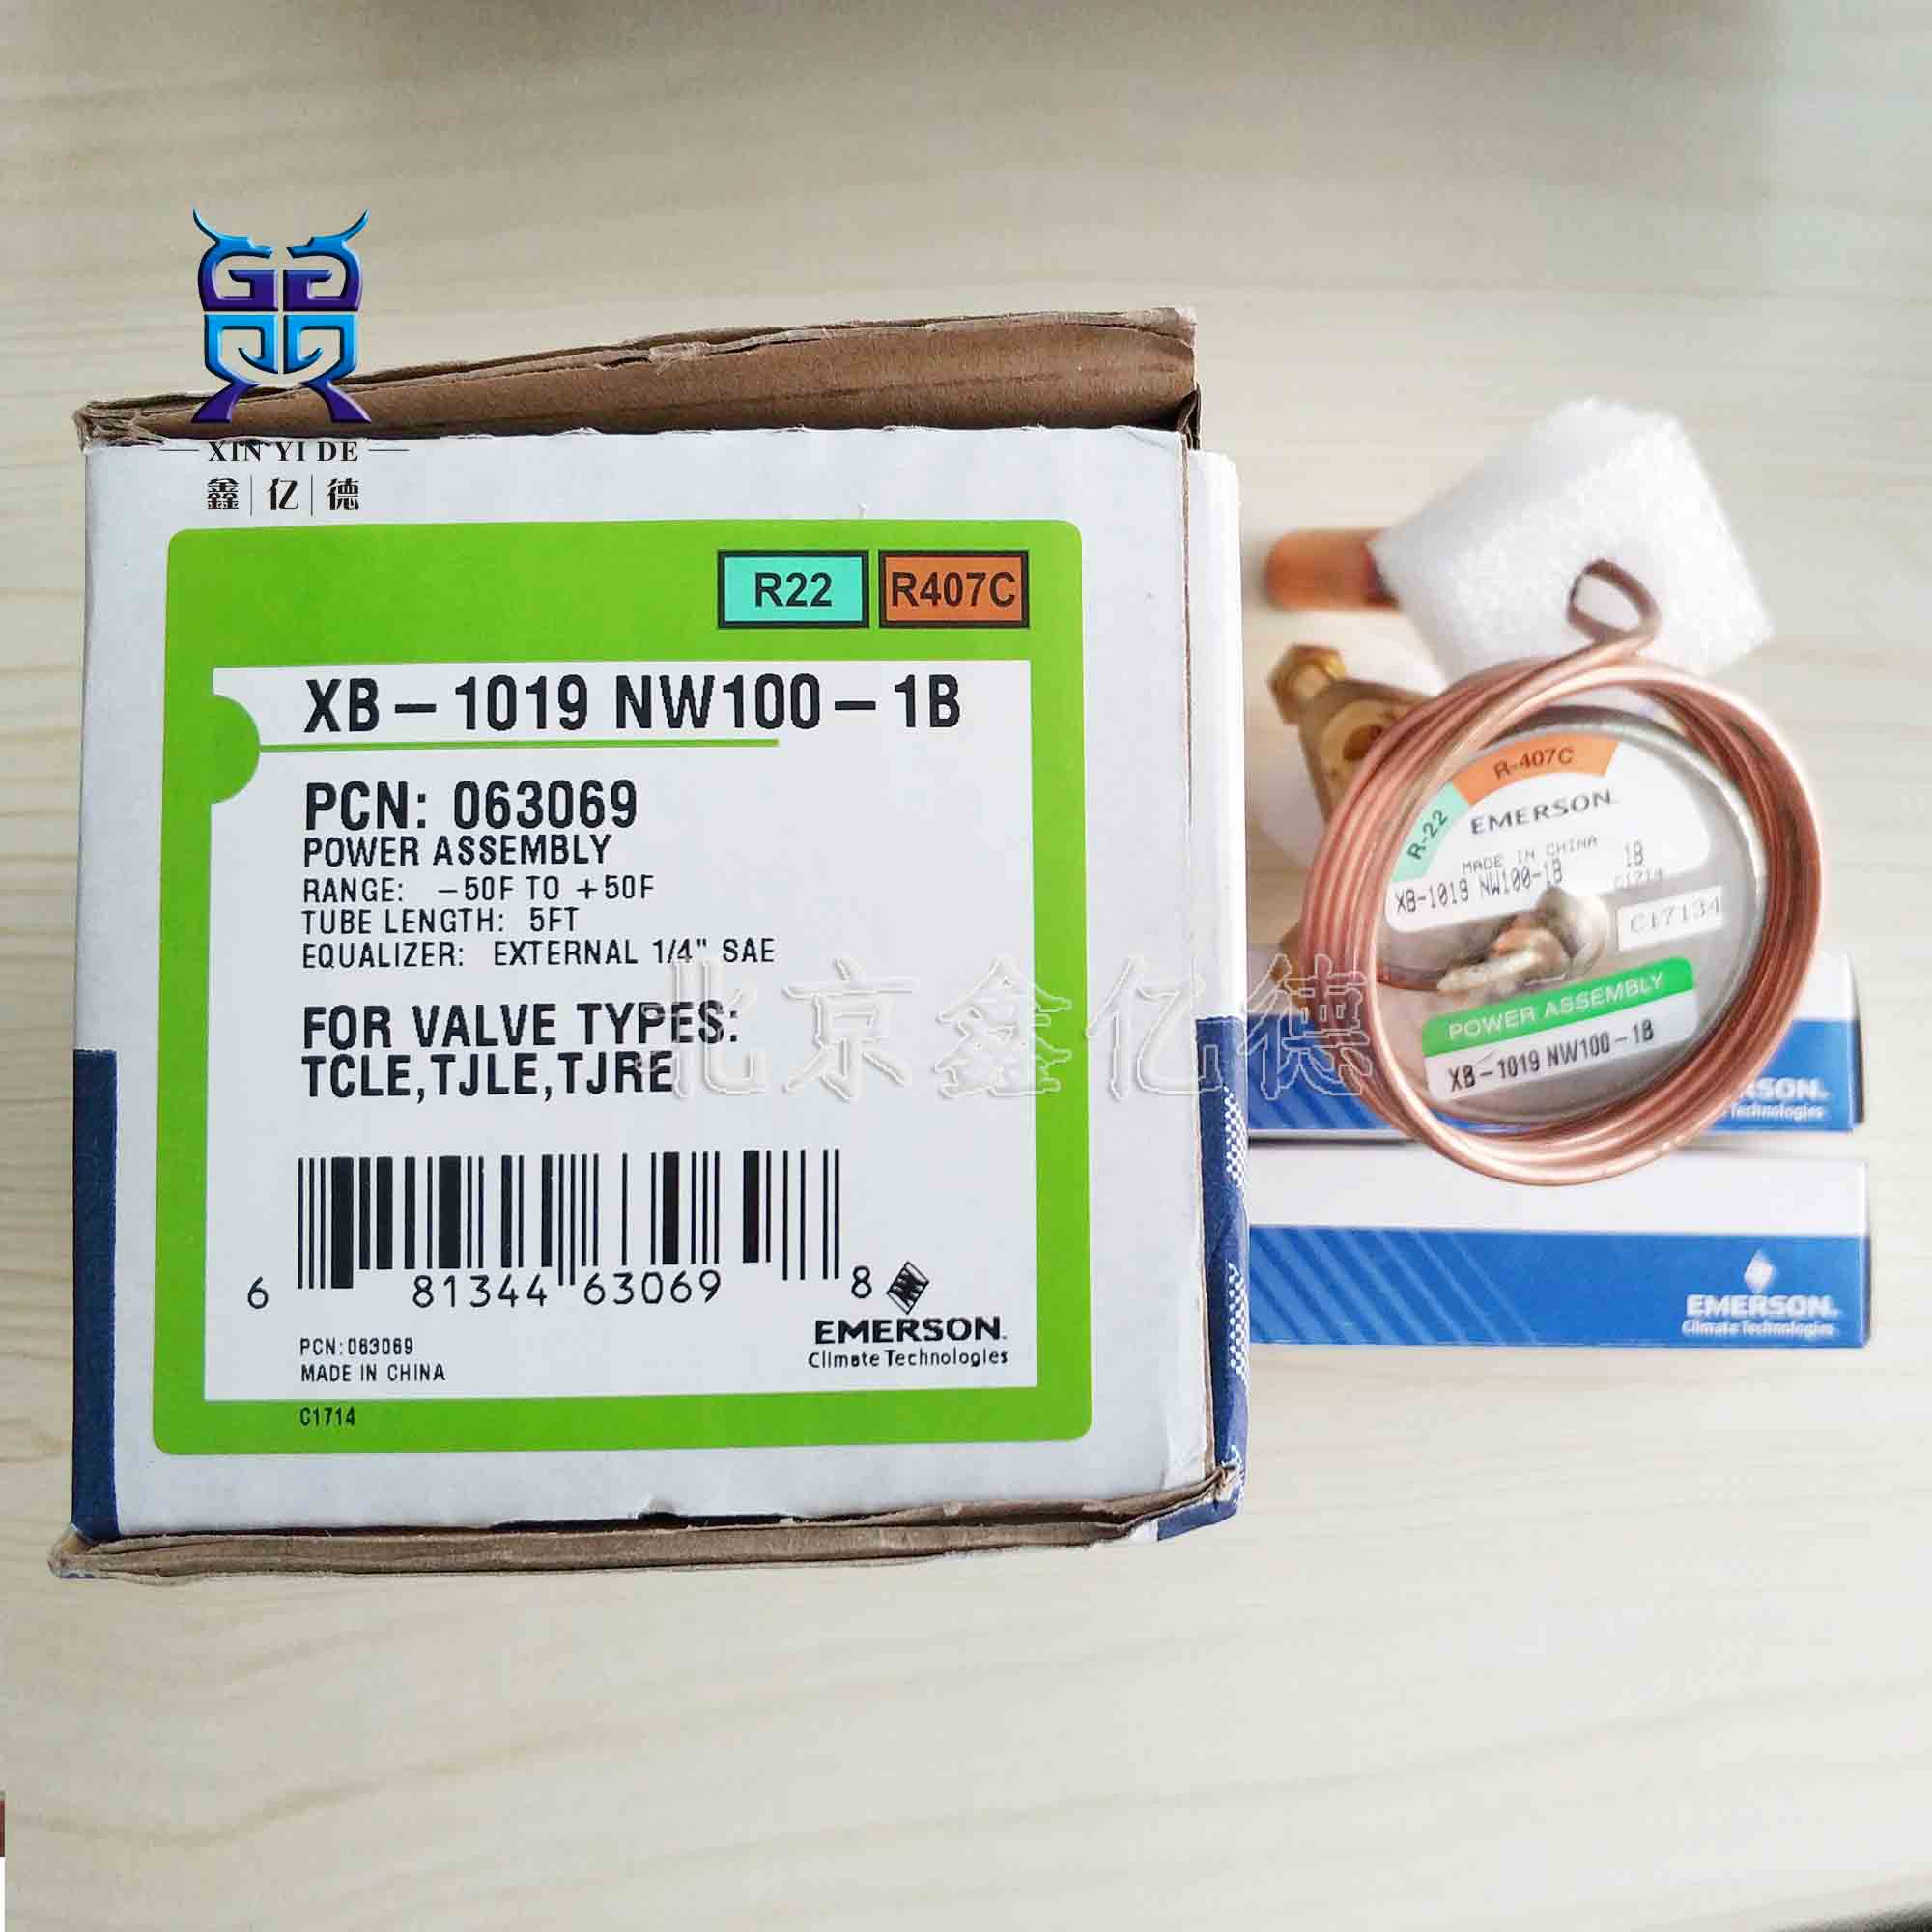 XIN YI DE
鑫 亿 德
R22 R407C
XB-1019 NW100-1B
PCN: 063069
POWER ASSEMBLY
RANGE: -50F TO +50F
TUBE LENGTH: 5FT
EQUALIZER: EXTERNAL 1/4" SAE
FOR VALVE TYPES:
TCLE,TJLE,TJRE
北京鑫亿德
6 81344 63069 8
EMERSON.
Climate Technologies
PCN:063069
MADE IN CHINA
C1714
R-22
R-407C
EMERSON
MADE IN CHINA
1B
XB-1019 NW100-1B
C1714
C17134
POWER ASSEMBLY
XB-1019 NW100-1B
Technologies
EMERSON.
Climate Technologies